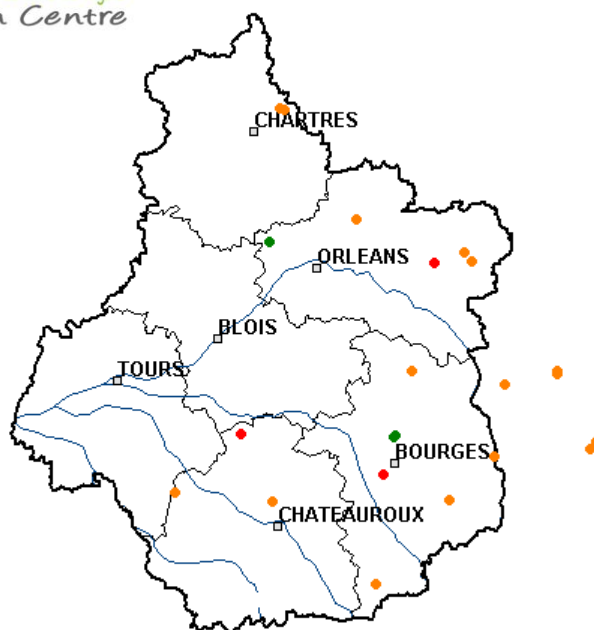 Centre
CHARTRES
ORLEANS
BLOIS
TOURS
BOURGES
CHATEAUROUX